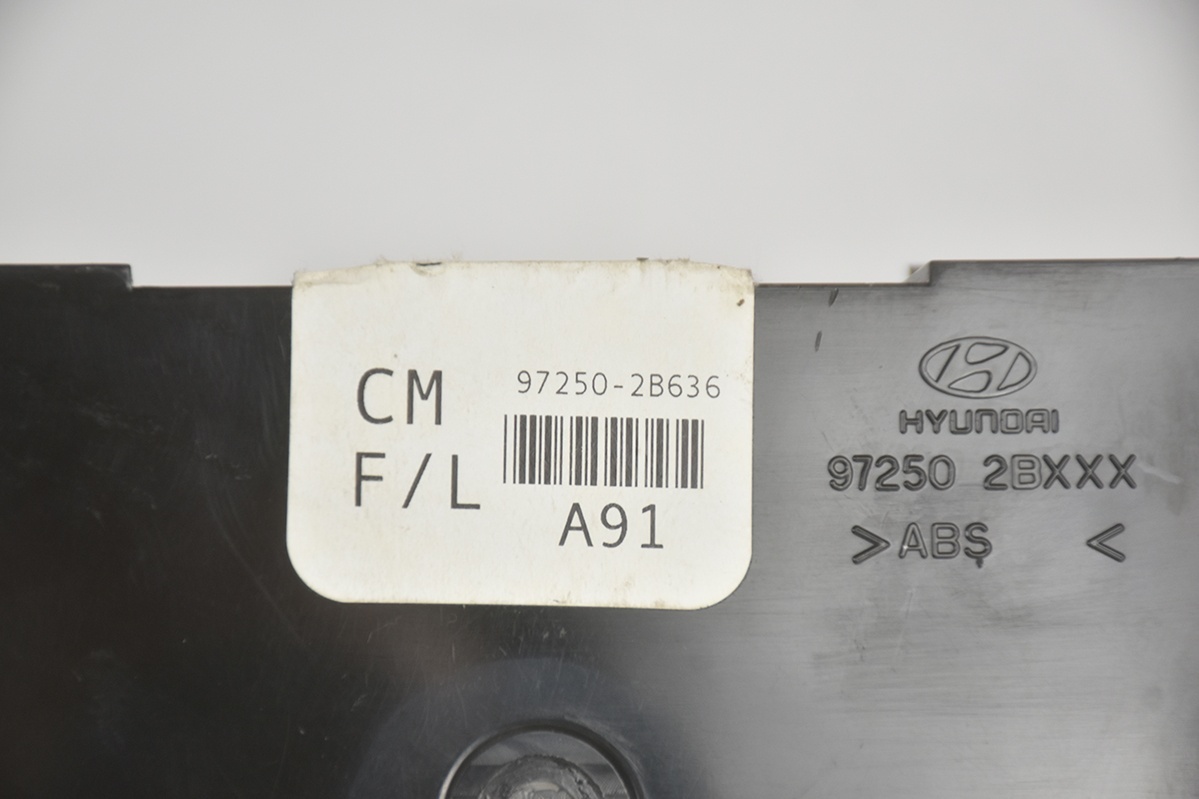 CM
F/L
97250-2B636
A91
HYUNDAI
97250 2BXXX
>ABS <